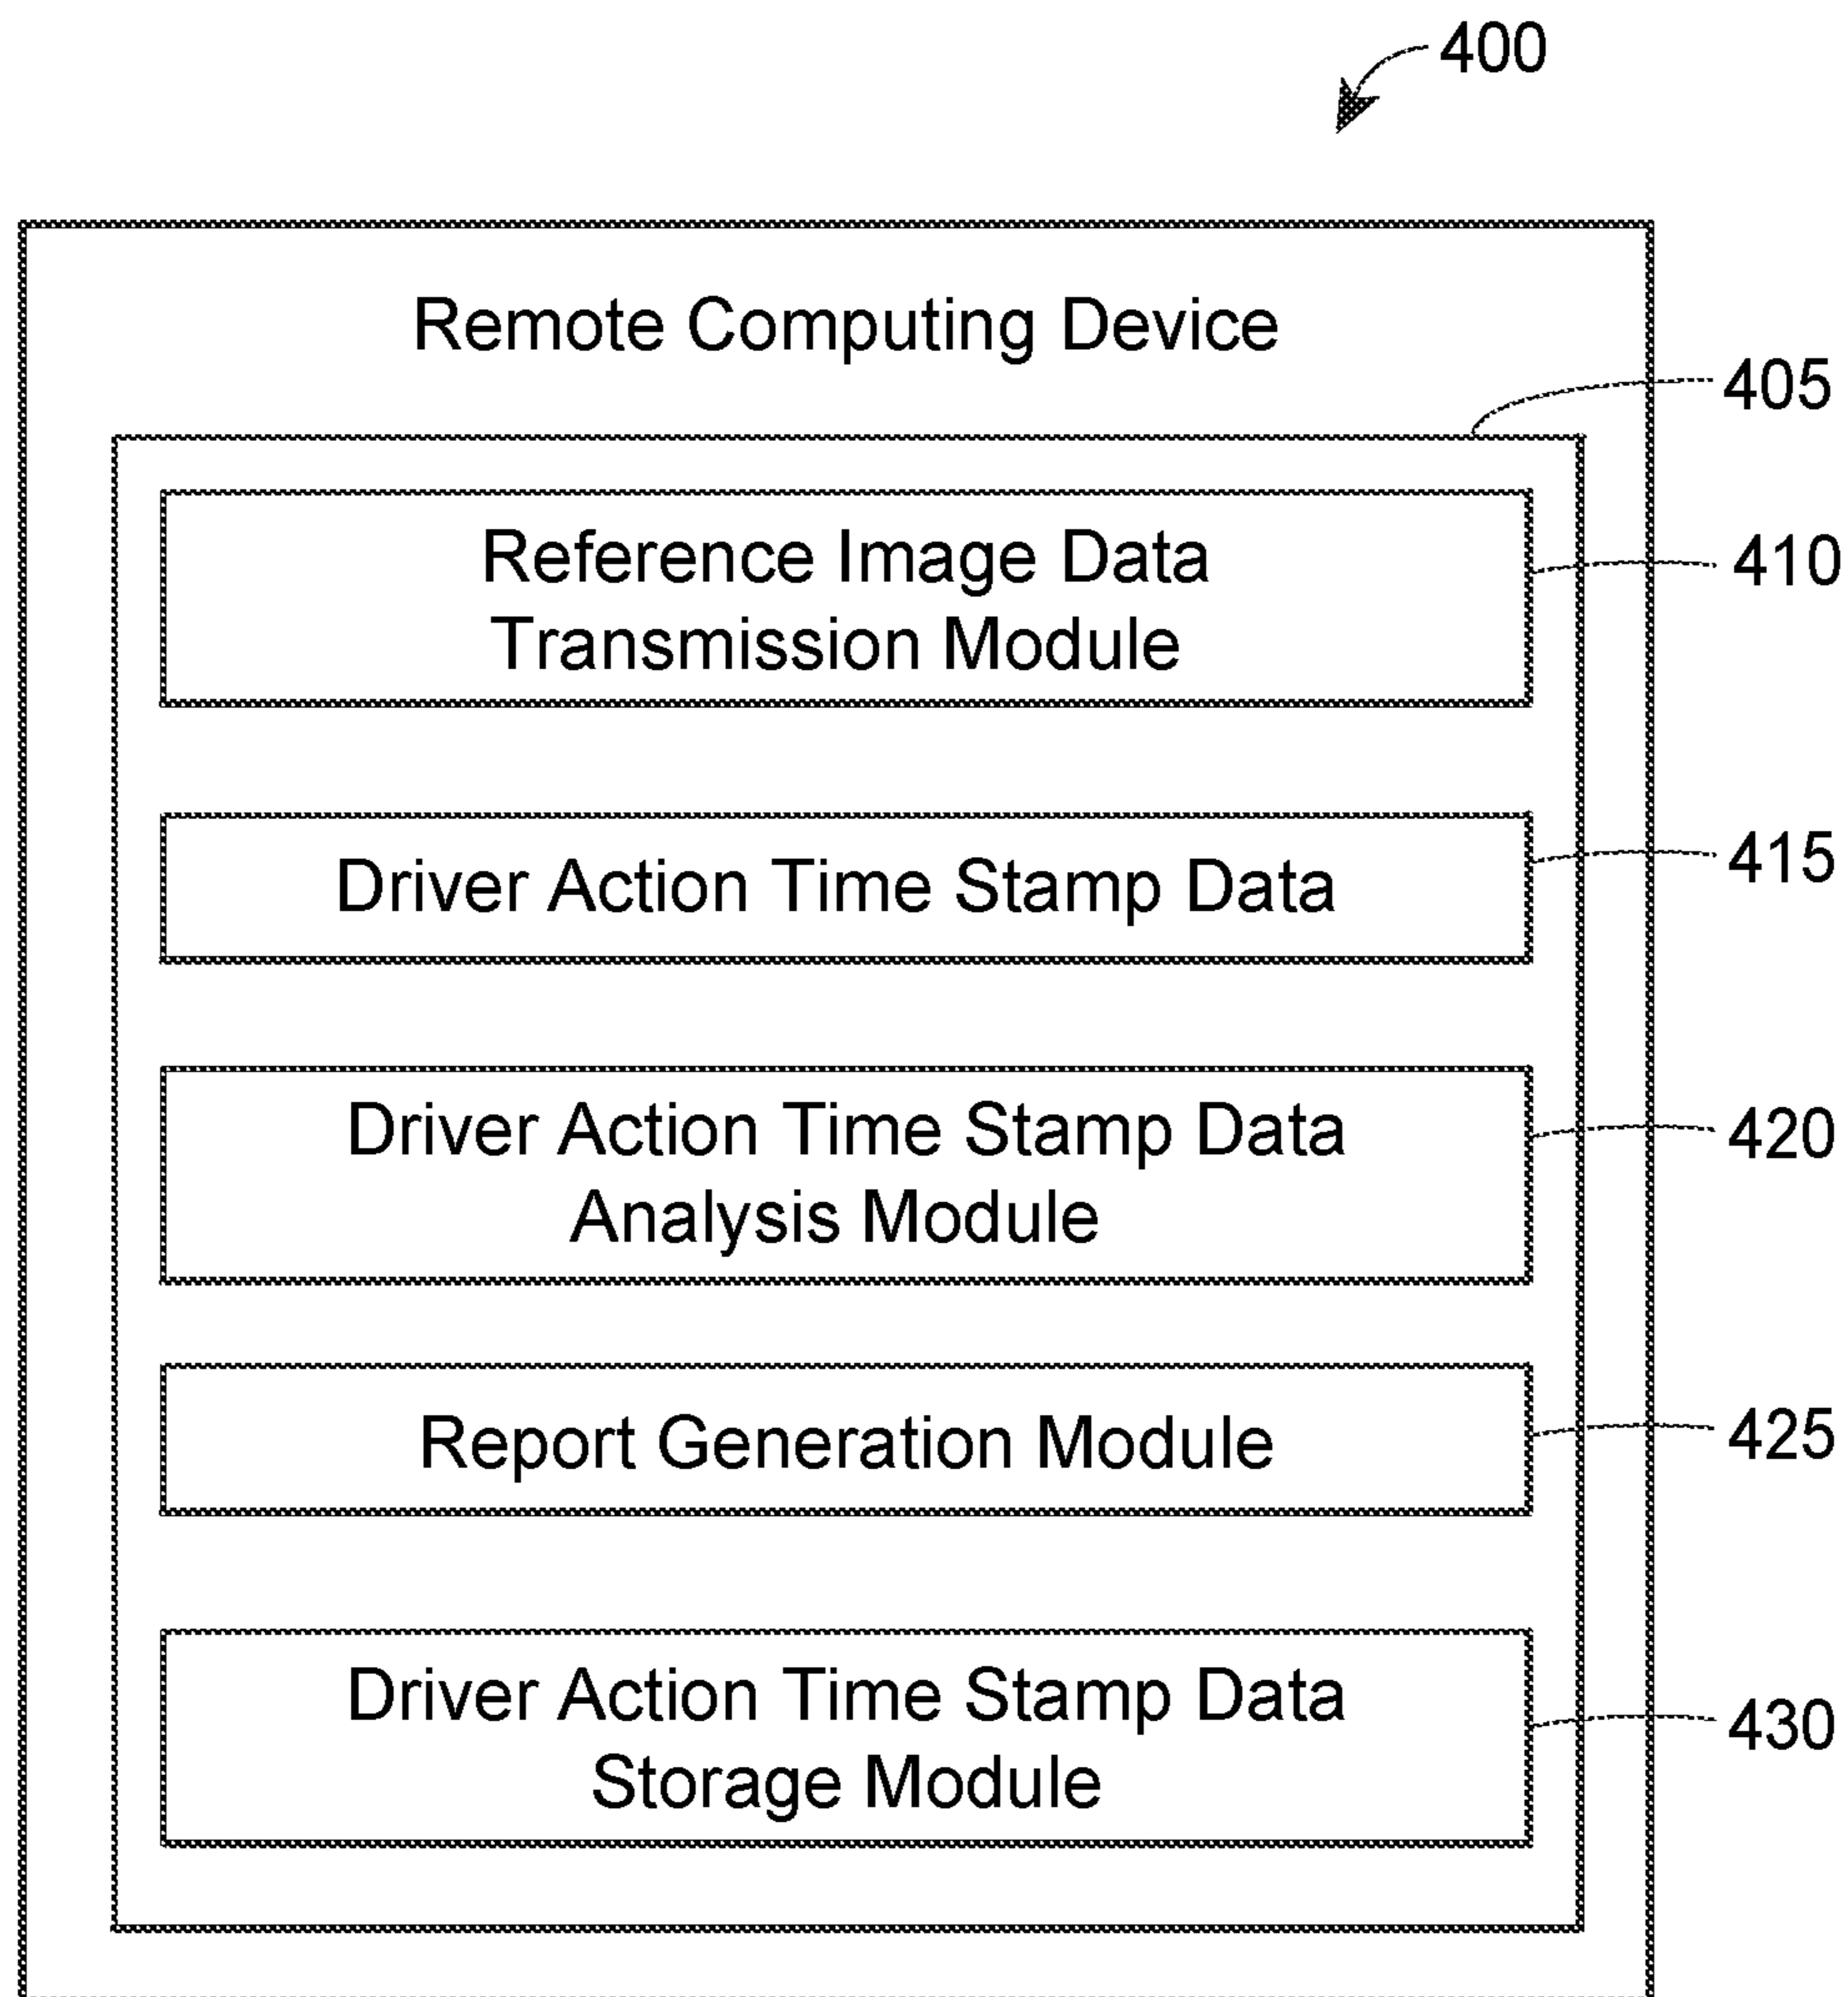 400
Remote Computing Device
405
Reference Image Data
Transmission Module
410
Driver Action Time Stamp Data
415
Driver Action Time Stamp Data
Analysis Module
420
Report Generation Module
425
Driver Action Time Stamp Data
Storage Module
430